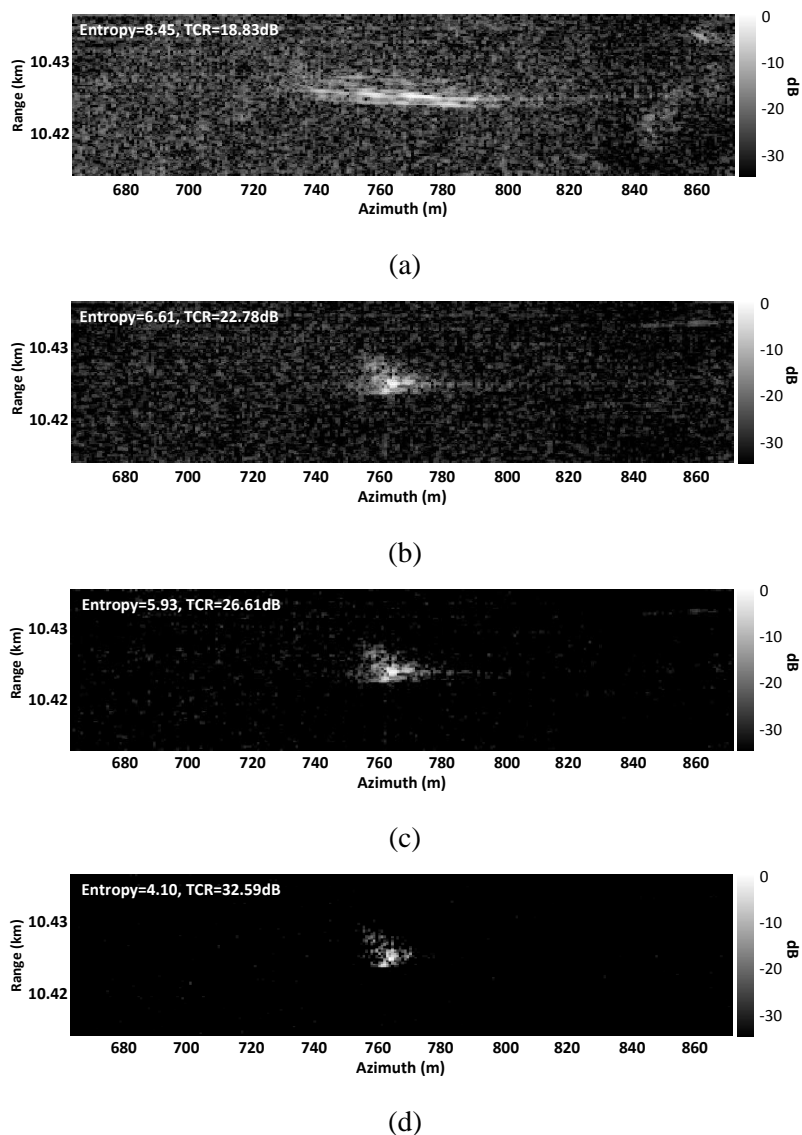 Entropy=8.45, TCR=18.83dB
0
10.43
-10
Range (km)
dB
-20
10.42
-30
680 700 720 740 760 780 800 820 840 860
Azimuth (m)
(a)
Entropy=6.61, TCR=22.78dB
0
10.43
-10
Range (km)
dB
-20
10.42
-30
680 700 720 740 760 780 800 820 840 860
Azimuth (m)
(b)
Entropy=5.93, TCR=26.61dB
0
10.43
-10
Range (km)
dB
-20
10.42
-30
680 700 720 740 760 780 800 820 840 860
Azimuth (m)
(c)
Entropy=4.10, TCR=32.59dB
0
10.43
-10
Range (km)
dB
-20
10.42
-30
680 700 720 740 760 780 800 820 840 860
Azimuth (m)
(d)